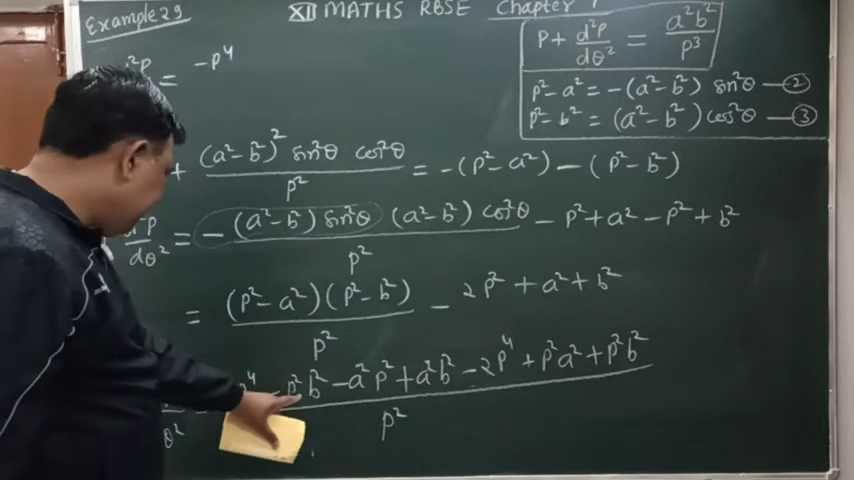 Example 29
XII MATHS RBSE Chapter
P + d²P/dθ² = a²b²/P³
P² - a² = -(a² - b²) sin²θ —②
P² - b² = (a² - b²) cos²θ —③
= -P⁴
+ (a² - b²)² sin²θ cos²θ / P² = -(P² - a²) - (P² - b²)
/dθ² = -(a² - b²) sin²θ (a² - b²) cos²θ / P² - P² + a² - P² + b²
= (P² - a²)(P² - b²) / P² - 2P² + a² + b²
P²b² - a²P² + a²b² - 2P⁴ + P²a² + P²b² / P²
θ²